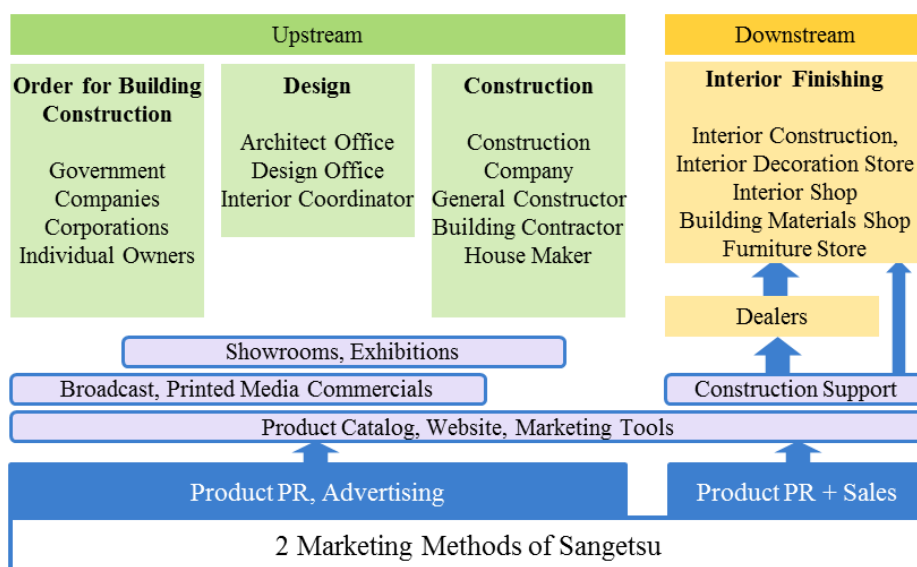 Upstream
Downstream
Order for Building
Construction
Government
Companies
Corporations
Individual Owners
Design
Architect Office
Design Office
Interior Coordinator
Construction
Construction
Company
General Constructor
Building Contractor
House Maker
Interior Finishing
Interior Construction,
Interior Decoration Store
Interior Shop
Building Materials Shop
Furniture Store
Dealers
Showrooms, Exhibitions
Broadcast, Printed Media Commercials
Construction Support
Product Catalog, Website, Marketing Tools
Product PR, Advertising
Product PR + Sales
2 Marketing Methods of Sangetsu